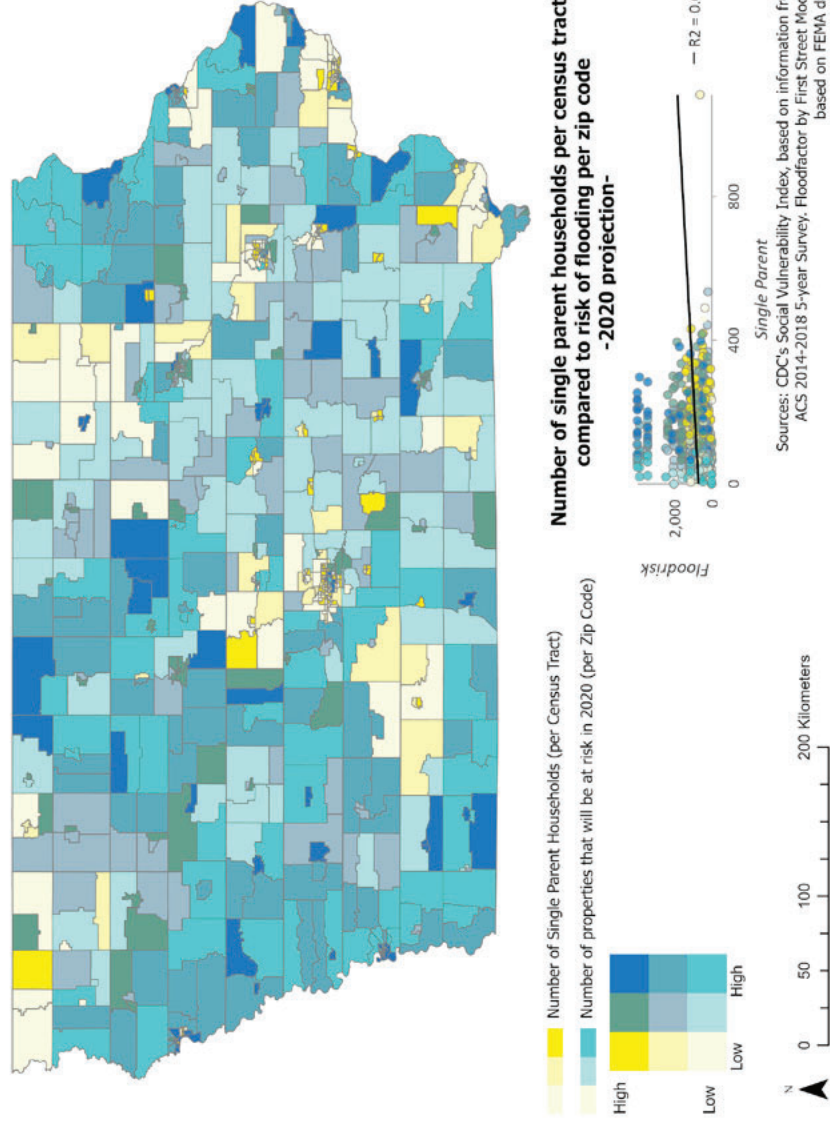 Number of single parent households per census tract
compared to risk of flooding per zip code
-2020 projection-
Number of Single Parent Households (per Census Tract)
Number of properties that will be at risk in 2020 (per Zip Code)
High
Low
Low
High
Floodrisk
2,000
0
0
400
800
Single Parent
— R2 = 0.0
Sources: CDC's Social Vulnerability Index, based on information
ACS 2014-2018 5-year Survey. Floodfactor by First Street
based on FEMA
N
0
50
100
200 Kilometers